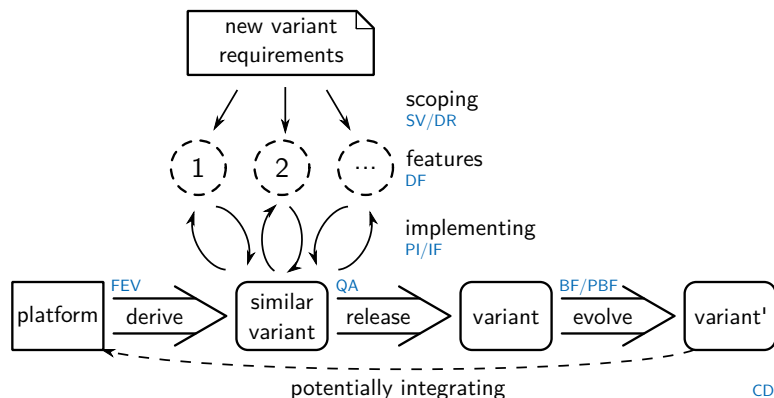 new variant
requirements
scoping
SV/DR
1
2
...
features
DF
implementing
PI/IF
platform
FEV
derive
similar
variant
QA
release
variant
BF/PBF
evolve
variant'
potentially integrating
CD